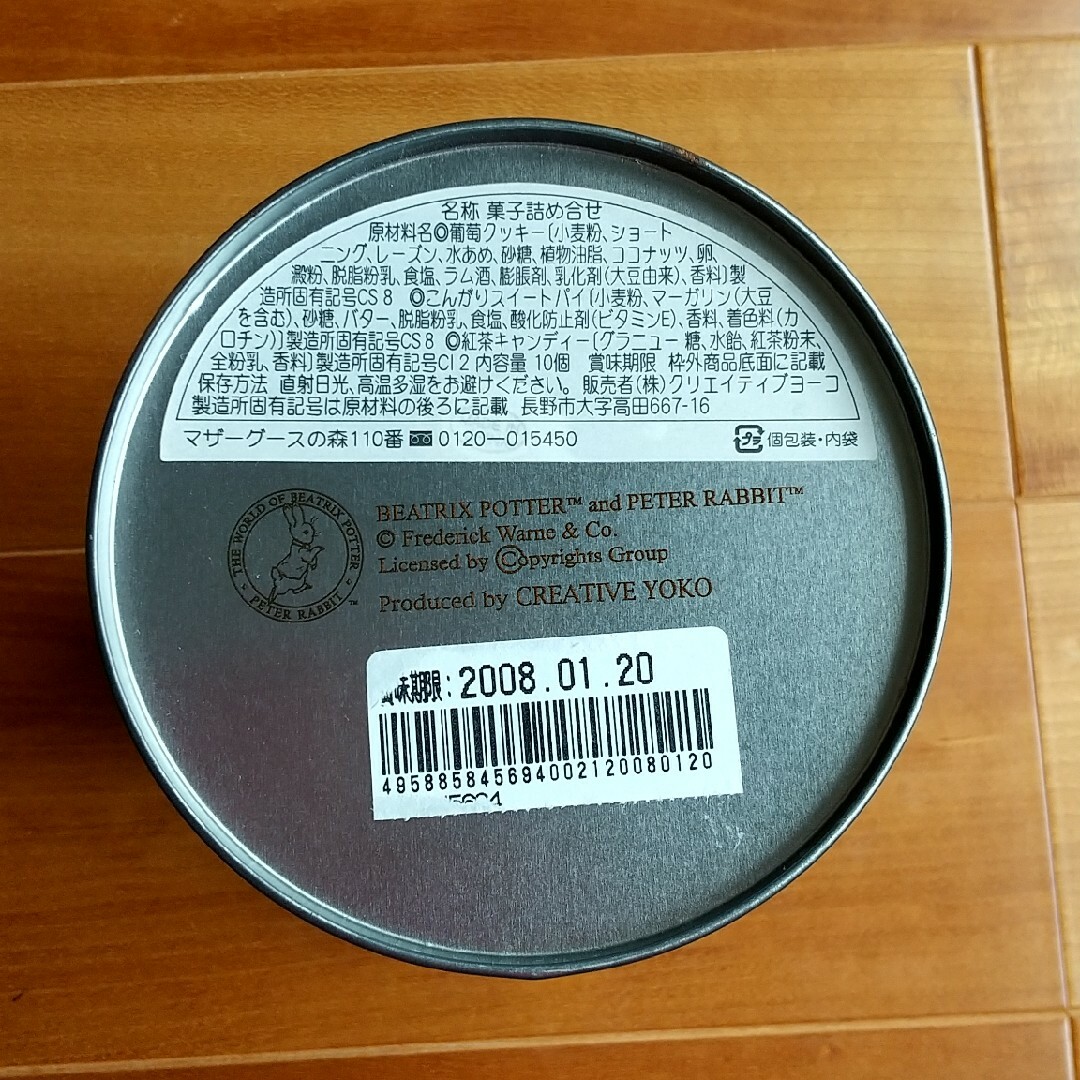 名称 菓子詰め合せ
原材料名◎葡萄クッキー〔小麦粉、ショート
ニング、レーズン、水あめ、砂糖、植物油脂、ココナッツ、卵、
澱粉、脱脂粉乳、食塩、ラム酒、膨脹剤、乳化剤(大豆由来)、香料〕製
造所固有記号CS8 ◎こんがりスイートパイ〔小麦粉、マーガリン(大豆
を含む)、砂糖、バター、脱脂粉乳、食塩、酸化防止剤(ビタミンE)、香料、着色料(カ
ロチン)〕製造所固有記号CS8 ◎紅茶キャンディー〔グラニュー糖、水飴、紅茶粉末、
全粉乳、香料〕製造所固有記号CI2 内容量 10個 賞味期限 枠外商品底面に記載
保存方法 直射日光、高温多湿をお避けください。 販売者(株)クリエイティブヨーコ
製造所固有記号は原材料の後ろに記載 長野市大字高田667-16
マザーグースの森110番 0120—015450 プラ 個包装・内袋
THE WORLD OF BEATRIX POTTER
PETER RABBIT™
BEATRIX POTTER™ and PETER RABBIT™
© Frederick Warne & Co.
Licensed by Copyrights Group
Produced by CREATIVE YOKO
賞味期限: 2008.01.20
495885845694002120080120